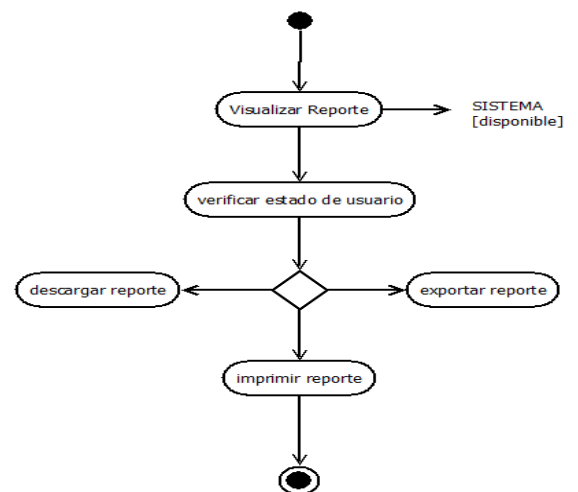 Visualizar Reporte
SISTEMA
[disponible]
verificar estado de usuario
descargar reporte
exportar reporte
imprimir reporte